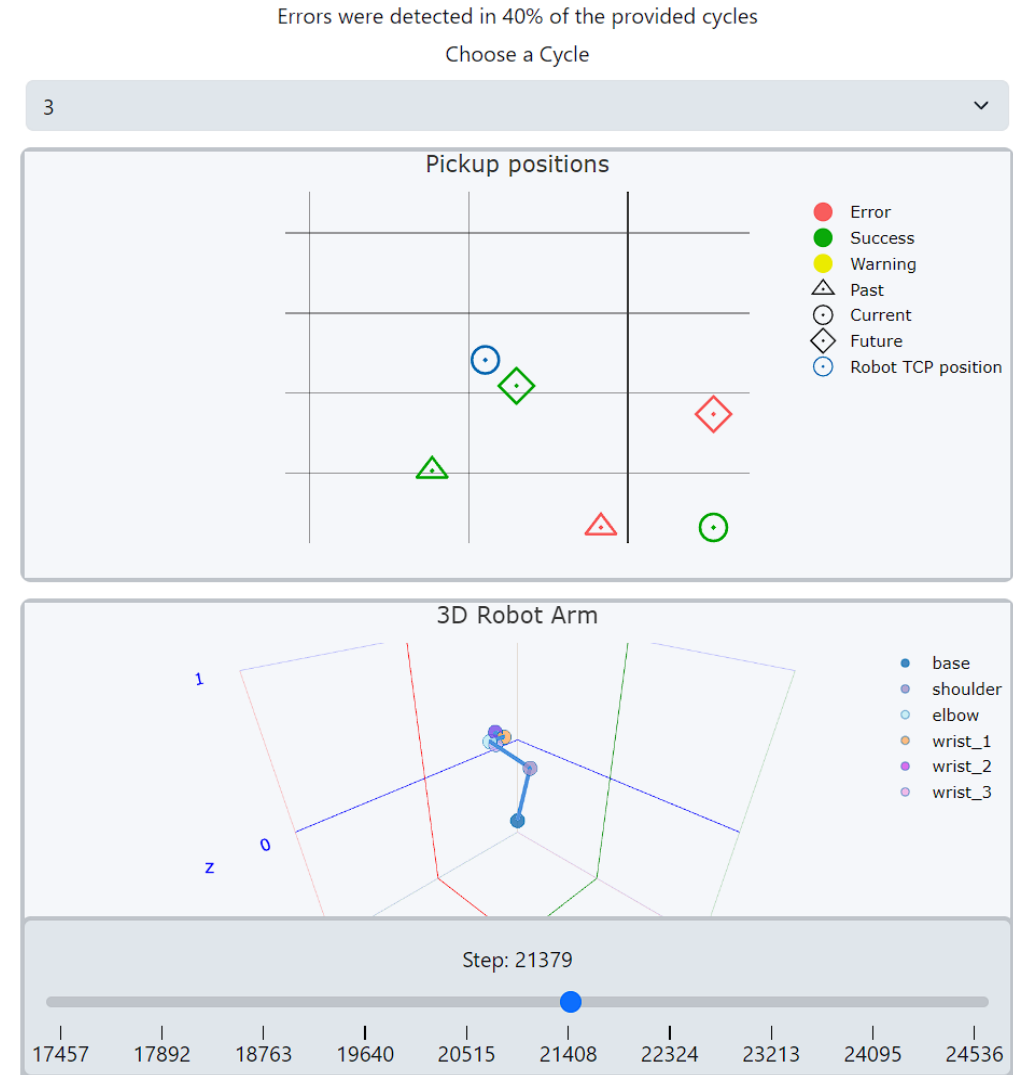 Errors were detected in 40% of the provided cycles
Choose a Cycle
3
Pickup positions
Error
Success
Warning
Past
Current
Future
Robot TCP position
3D Robot Arm
base
shoulder
elbow
wrist_1
wrist_2
wrist_3
1
0
z
Step: 21379
17457 17892 18763 19640 20515 21408 22324 23213 24095 24536